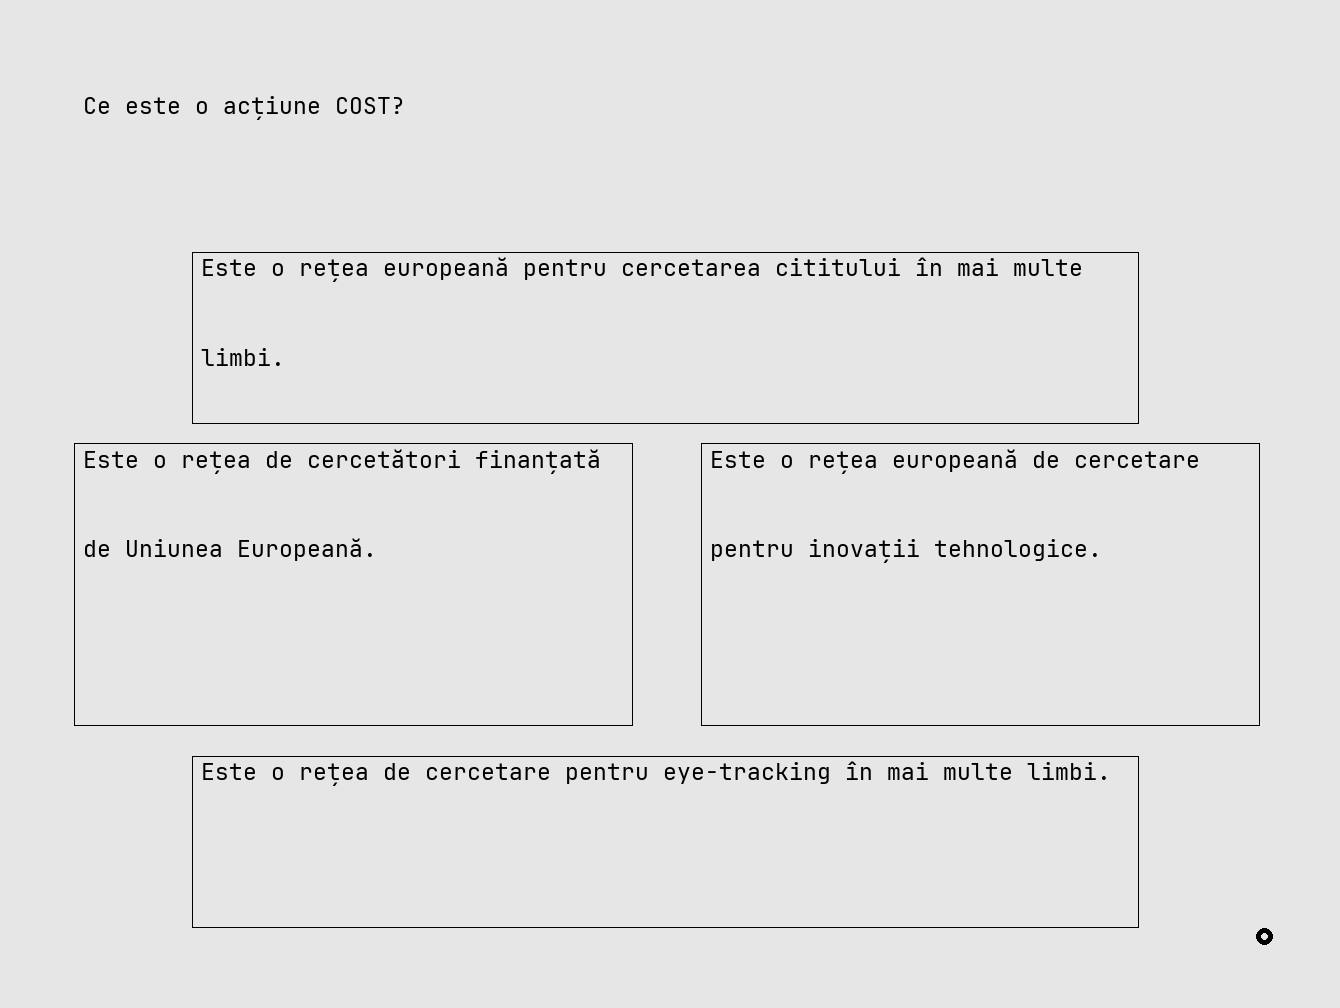 Ce este o acțiune COST?
Este o rețea europeană pentru cercetarea cititului în mai multe
limbi.
Este o rețea de cercetători finanțată
de Uniunea Europeană.
Este o rețea europeană de cercetare
pentru inovații tehnologice.
Este o rețea de cercetare pentru eye-tracking în mai multe limbi.